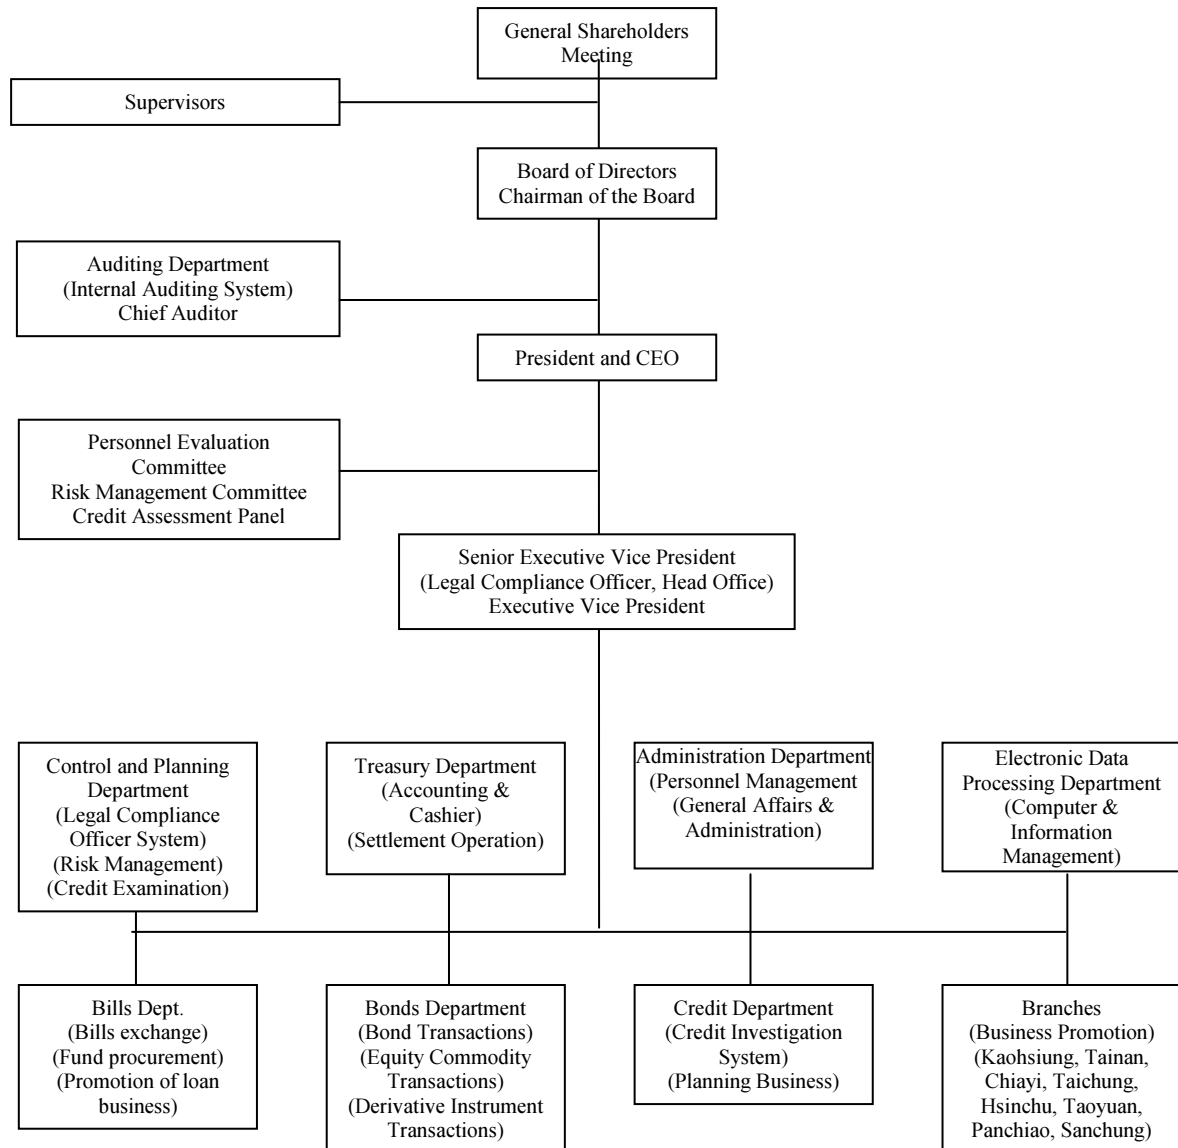 General Shareholders
Meeting
Supervisors
Board of Directors
Chairman of the Board
Auditing Department
(Internal Auditing System)
Chief Auditor
President and CEO
Personnel Evaluation
Committee
Risk Management Committee
Credit Assessment Panel
Senior Executive Vice President
(Legal Compliance Officer, Head Office)
Executive Vice President
Control and Planning
Department
(Legal Compliance
Officer System)
(Risk Management)
(Credit Examination)
Treasury Department
(Accounting &
Cashier)
(Settlement Operation)
Administration Department
(Personnel Management
(General Affairs &
Administration)
Electronic Data
Processing Department
(Computer &
Information
Management)
Bills Dept.
(Bills exchange)
(Fund procurement)
(Promotion of loan
business)
Bonds Department
(Bond Transactions)
(Equity Commodity
Transactions)
(Derivative Instrument
Transactions)
Credit Department
(Credit Investigation
System)
(Planning Business)
Branches
(Business Promotion)
(Kaohsiung, Tainan,
Chiayi, Taichung,
Hsinchu, Taoyuan,
Panchiao, Sanchung)